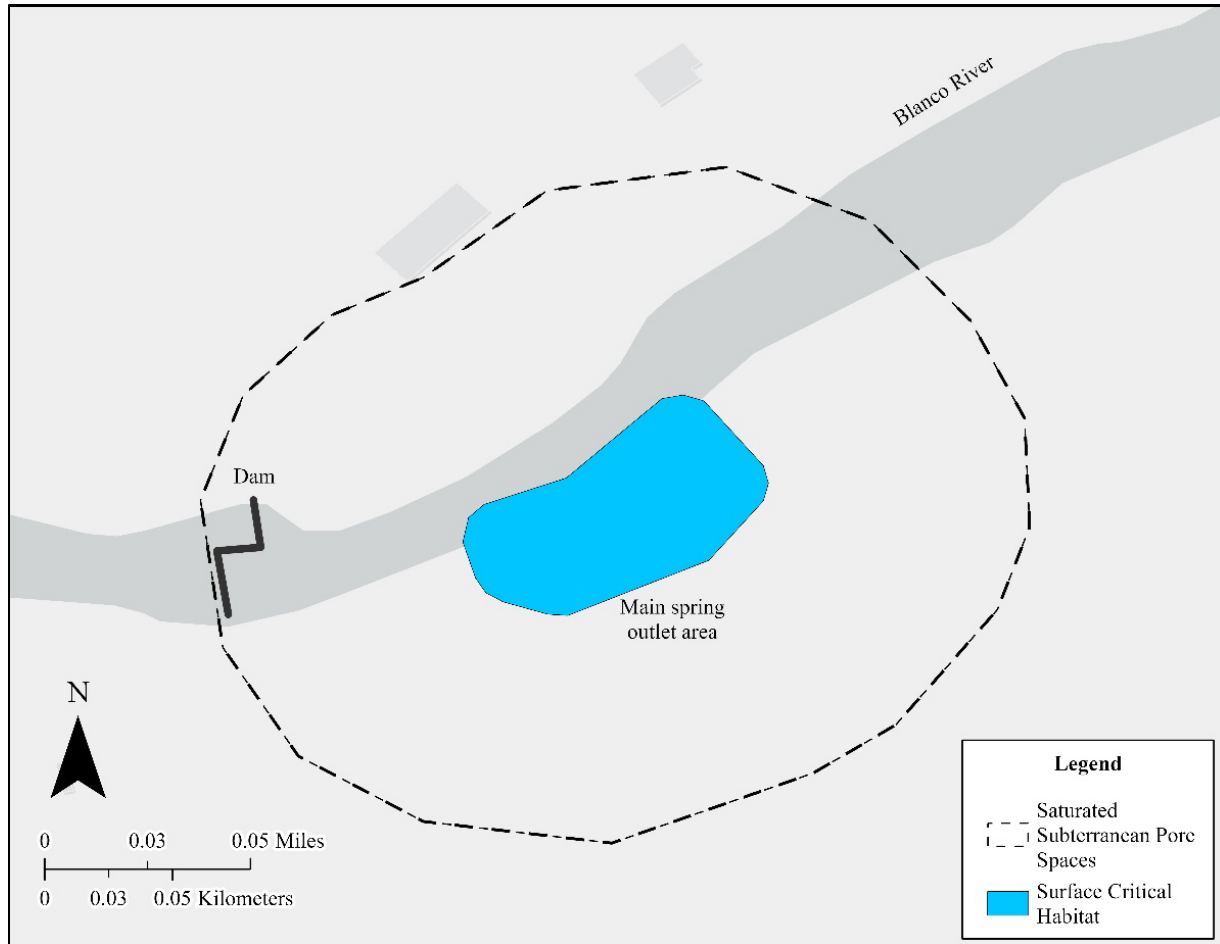 Blanco River
Dam
Main spring
outlet area
N
0 0.03 0.05 Miles
0 0.03 0.05 Kilometers
Legend
Saturated
Subterranean Pore
Spaces
Surface Critical
Habitat